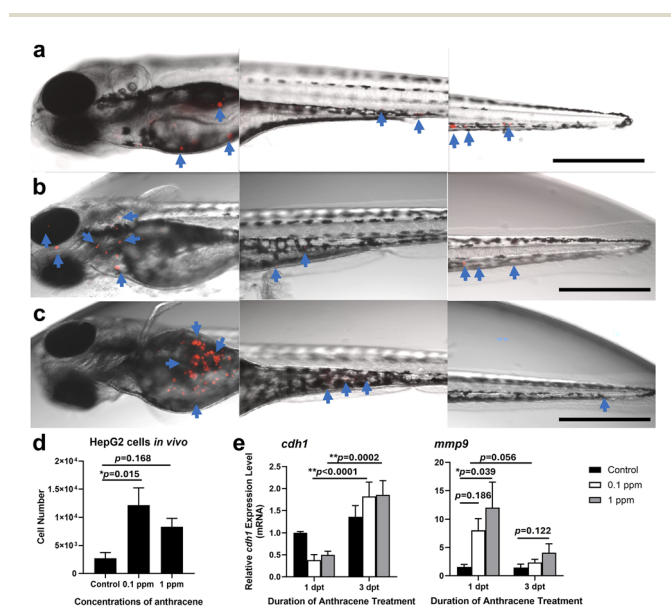 a
b
c
d
HepG2 cells in vivo
p=0.168
*p=0.015
2×10⁴
2×10⁴
1×10⁴
5×10³
0
Cell Number
Control 0.1 ppm 1 ppm
Concentrations of anthracene
e
cdh1
**p=0.0002
**p<0.0001
2.5
2.0
1.5
1.0
0.5
0.0
Relative cdh1 Expression Level
(mRNA)
1 dpt 3 dpt
Duration of Anthracene Treatment
mmp9
p=0.056
*p=0.039
p=0.186
p=0.122
20
15
10
5
0
1 dpt 3 dpt
Duration of Anthracene Treatment
Control
0.1 ppm
1 ppm